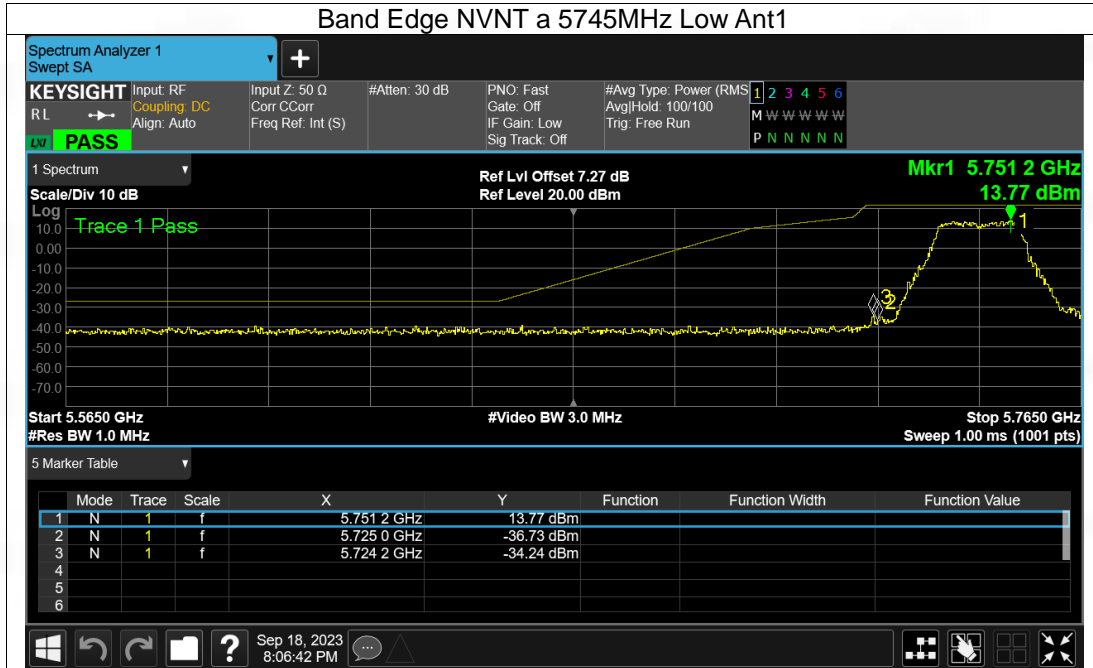 Band Edge NVNT a 5745MHz Low Ant1
Spectrum Analyzer 1
Swept SA
+
KEYSIGHT Input: RF Input Z: 50 Ω #Atten: 30 dB PNO: Fast #Avg Type: Power (RMS 1 2 3 4 5 6
RL Coupling: DC Corr CCorr Gate: Off Avg|Hold: 100/100 M W W W W W
Align: Auto Freq Ref: Int (S) IF Gain: Low Trig: Free Run
LXI PASS Sig Track: Off P N N N N N
1 Spectrum Ref Lvl Offset 7.27 dB Mkr1 5.751 2 GHz
Scale/Div 10 dB Ref Level 20.00 dBm 13.77 dBm
Log
Trace 1 Pass
1
10.0
0.00
-10.0
-20.0
3
2
-30.0
-40.0
-50.0
-60.0
-70.0
Start 5.5650 GHz #Video BW 3.0 MHz Stop 5.7650 GHz
#Res BW 1.0 MHz Sweep 1.00 ms (1001 pts)
5 Marker Table
Mode Trace Scale X Y Function Function Width Function Value
1 N 1 f 5.751 2 GHz 13.77 dBm
2 N 1 f 5.725 0 GHz -36.73 dBm
3 N 1 f 5.724 2 GHz -34.24 dBm
4
5
6
? Sep 18, 2023
8:06:42 PM